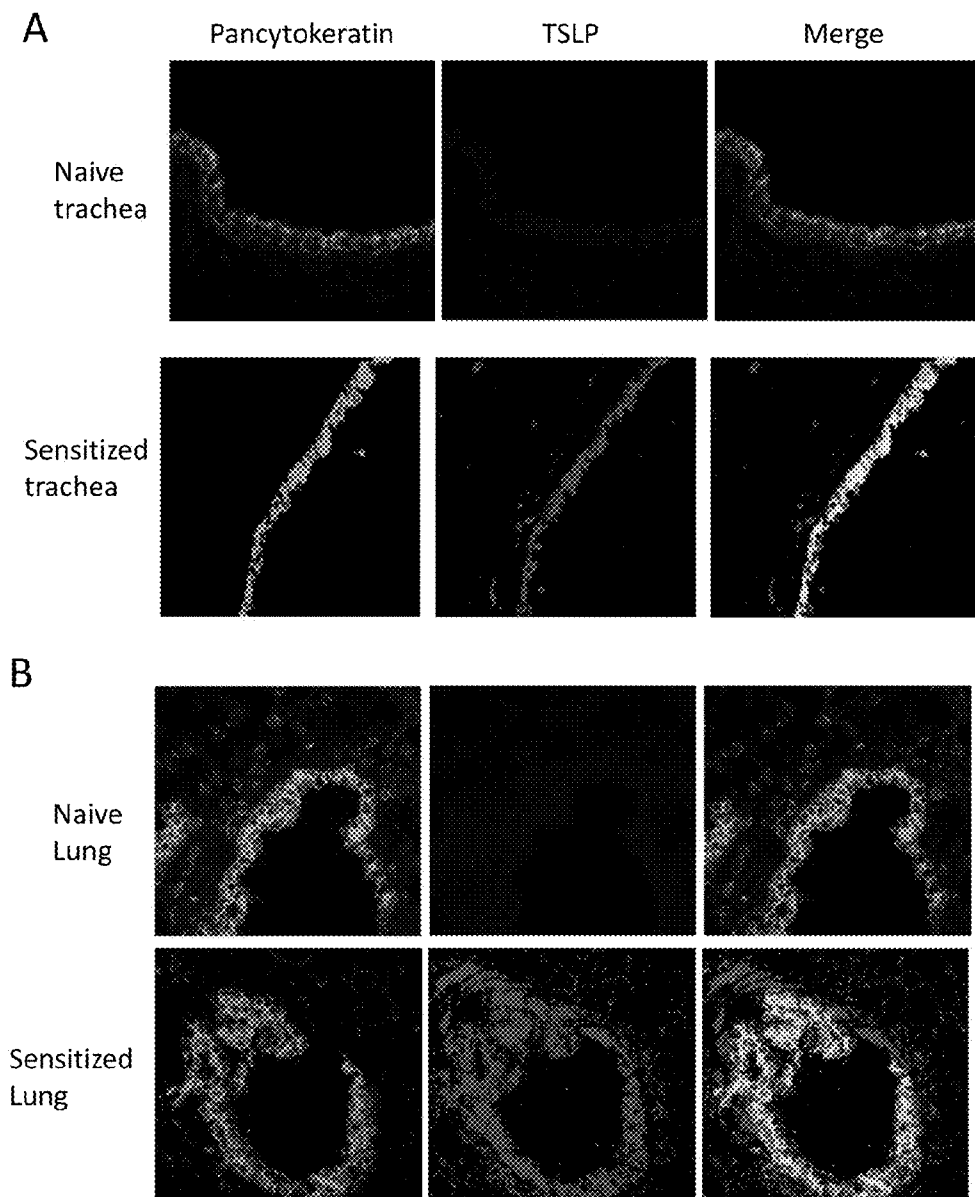 A
Pancytokeratin TSLP Merge
Naive
trachea
Sensitized
trachea
B
Naive
Lung
Sensitized
Lung